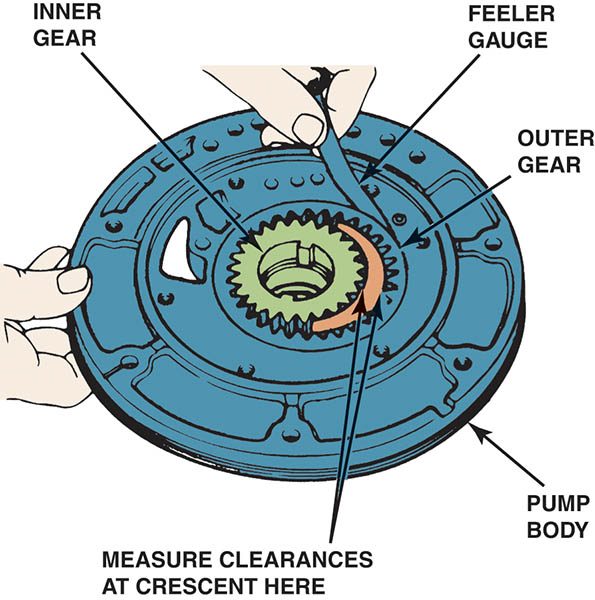 INNER
GEAR
FEELER
GAUGE
OUTER
GEAR
PUMP
BODY
MEASURE CLEARANCES
AT CRESCENT HERE